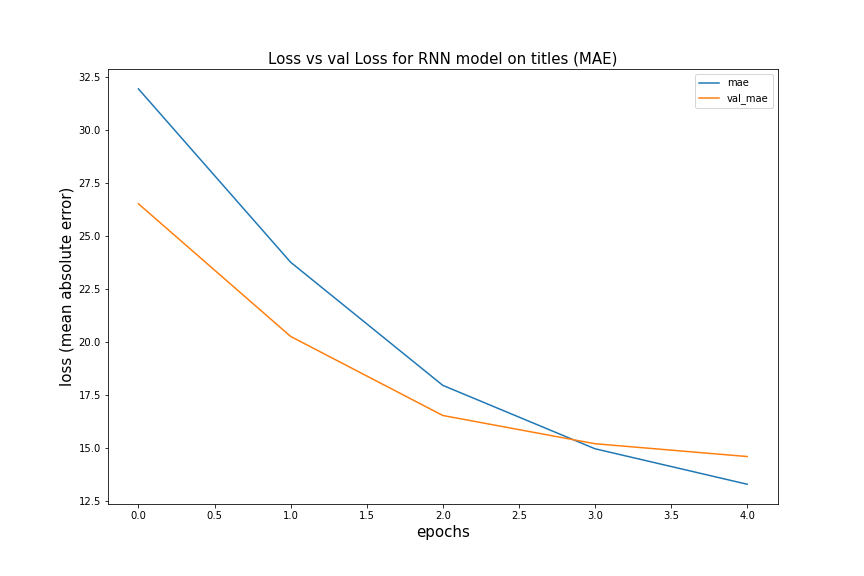 Loss vs val Loss for RNN model on titles (MAE)
mae
val_mae
loss (mean absolute error)
32.5
30.0
27.5
25.0
22.5
20.0
17.5
15.0
12.5
0.0 0.5 1.0 1.5 2.0 2.5 3.0 3.5 4.0
epochs